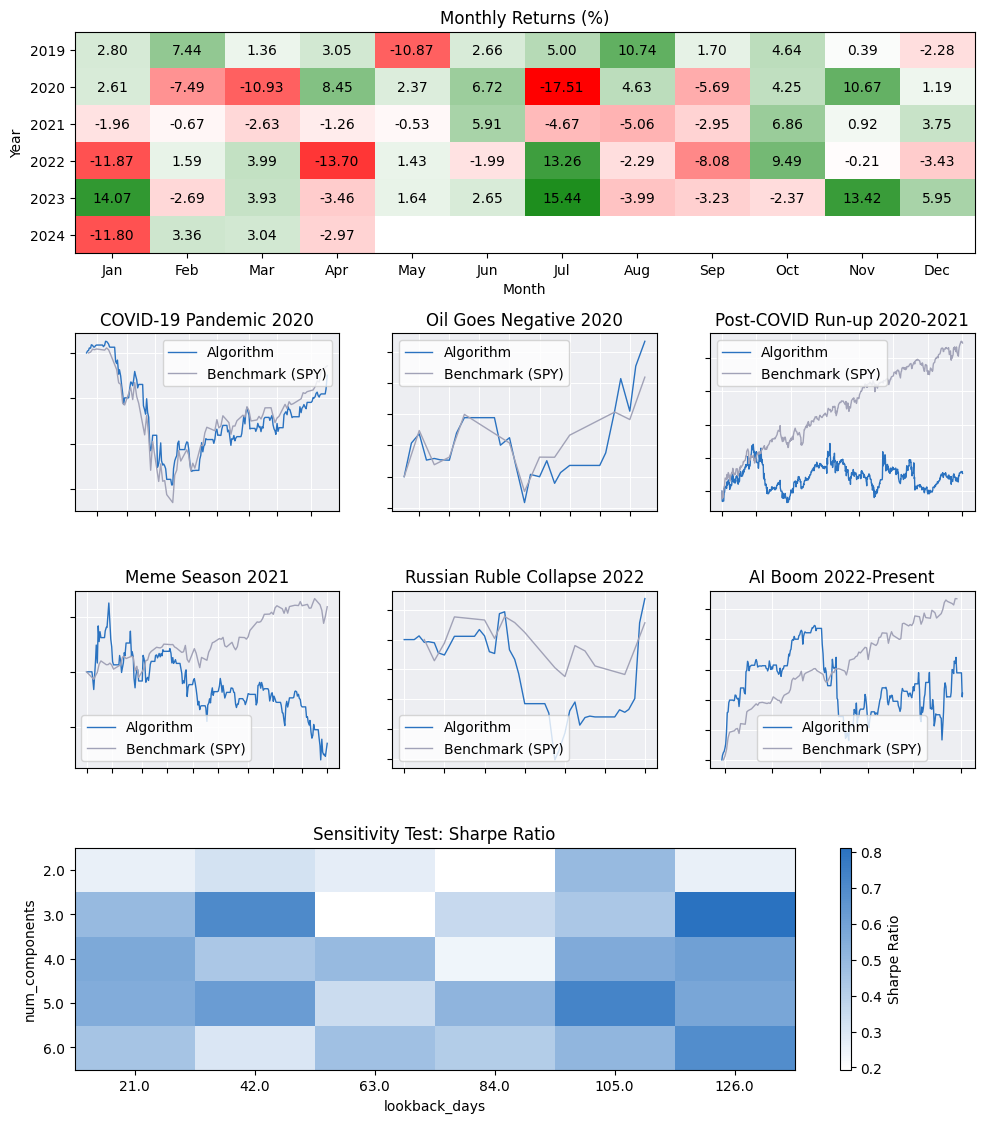 Monthly Returns (%)
Year
2019 2.80 7.44 1.36 3.05 -10.87 2.66 5.00 10.74 1.70 4.64 0.39 -2.28
2020 2.61 -7.49 -10.93 8.45 2.37 6.72 -17.51 4.63 -5.69 4.25 10.67 1.19
2021 -1.96 -0.67 -2.63 -1.26 -0.53 5.91 -4.67 -5.06 -2.95 6.86 0.92 3.75
2022 -11.87 1.59 3.99 -13.70 1.43 -1.99 13.26 -2.29 -8.08 9.49 -0.21 -3.43
2023 14.07 -2.69 3.93 -3.46 1.64 2.65 15.44 -3.99 -3.23 -2.37 13.42 5.95
2024 -11.80 3.36 3.04 -2.97
Jan Feb Mar Apr May Jun Jul Aug Sep Oct Nov Dec
Month
COVID-19 Pandemic 2020
Algorithm
Benchmark (SPY)
Oil Goes Negative 2020
Algorithm
Benchmark (SPY)
Post-COVID Run-up 2020-2021
Algorithm
Benchmark (SPY)
Meme Season 2021
Algorithm
Benchmark (SPY)
Russian Ruble Collapse 2022
Algorithm
Benchmark (SPY)
AI Boom 2022-Present
Algorithm
Benchmark (SPY)
Sensitivity Test: Sharpe Ratio
num_components
2.0
3.0
4.0
5.0
6.0
21.0 42.0 63.0 84.0 105.0 126.0
lookback_days
0.8
0.7
0.6
0.5
0.4
0.3
0.2
Sharpe Ratio